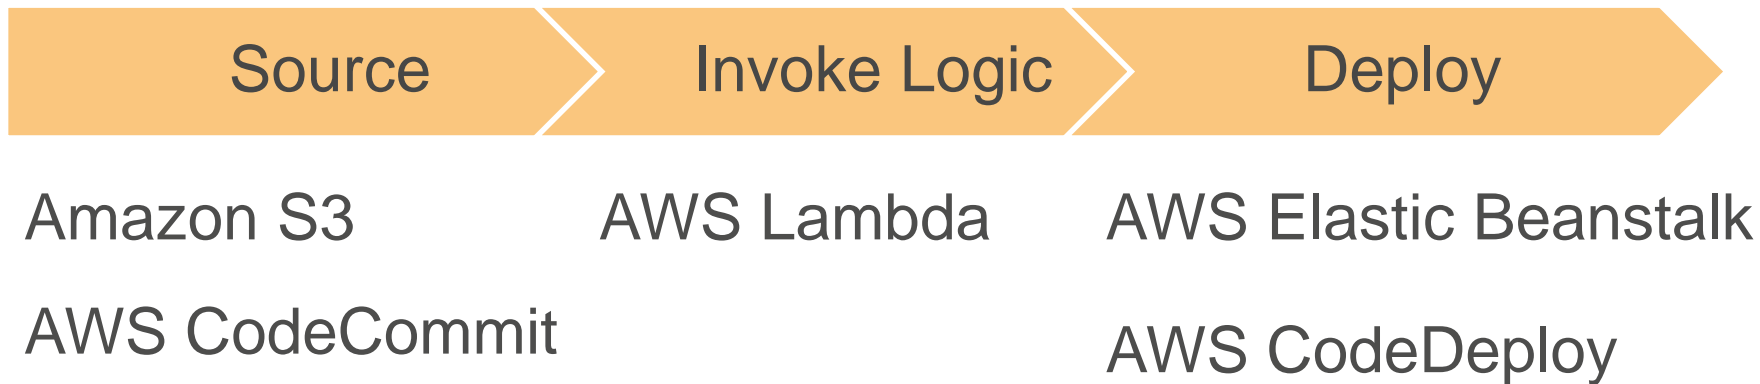 Source
Invoke Logic
Deploy
Amazon S3
AWS Lambda
AWS Elastic Beanstalk
AWS CodeCommit
AWS CodeDeploy